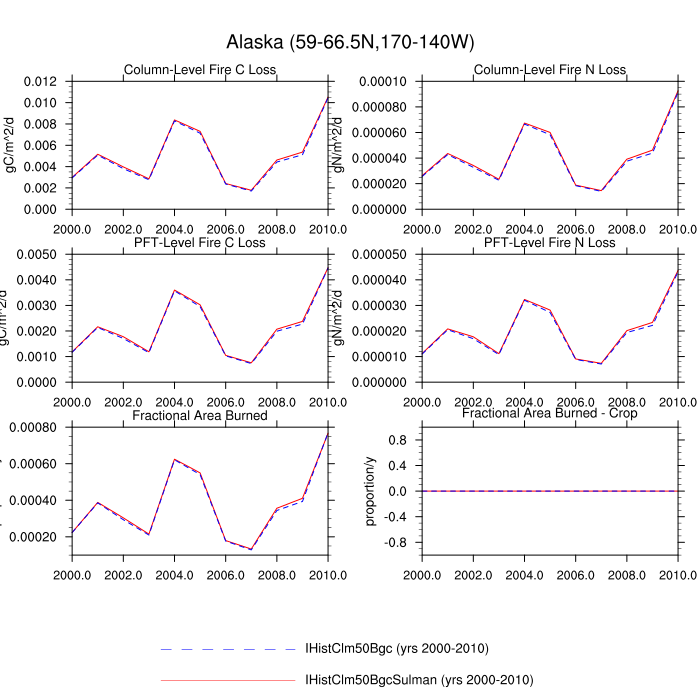 Alaska (59-66.5N,170-140W)
Column-Level Fire C Loss
gC/m^2/d
0.012
0.010
0.008
0.006
0.004
0.002
0.000
2000.0 2002.0 2004.0 2006.0 2008.0 2010.0
Column-Level Fire N Loss
gN/m^2/d
0.00010
0.000080
0.000060
0.000040
0.000020
0.000000
2000.0 2002.0 2004.0 2006.0 2008.0 2010.0
PFT-Level Fire C Loss
gC/m^2/d
0.0050
0.0040
0.0030
0.0020
0.0010
0.0000
2000.0 2002.0 2004.0 2006.0 2008.0 2010.0
PFT-Level Fire N Loss
gN/m^2/d
0.000050
0.000040
0.000030
0.000020
0.000010
0.000000
2000.0 2002.0 2004.0 2006.0 2008.0 2010.0
Fractional Area Burned
0.00080
0.00060
0.00040
0.00020
2000.0 2002.0 2004.0 2006.0 2008.0 2010.0
Fractional Area Burned - Crop
proportion/y
0.8
0.4
0.0
-0.4
-0.8
2000.0 2002.0 2004.0 2006.0 2008.0 2010.0
IHistClm50Bgc (yrs 2000-2010)
IHistClm50BgcSulman (yrs 2000-2010)